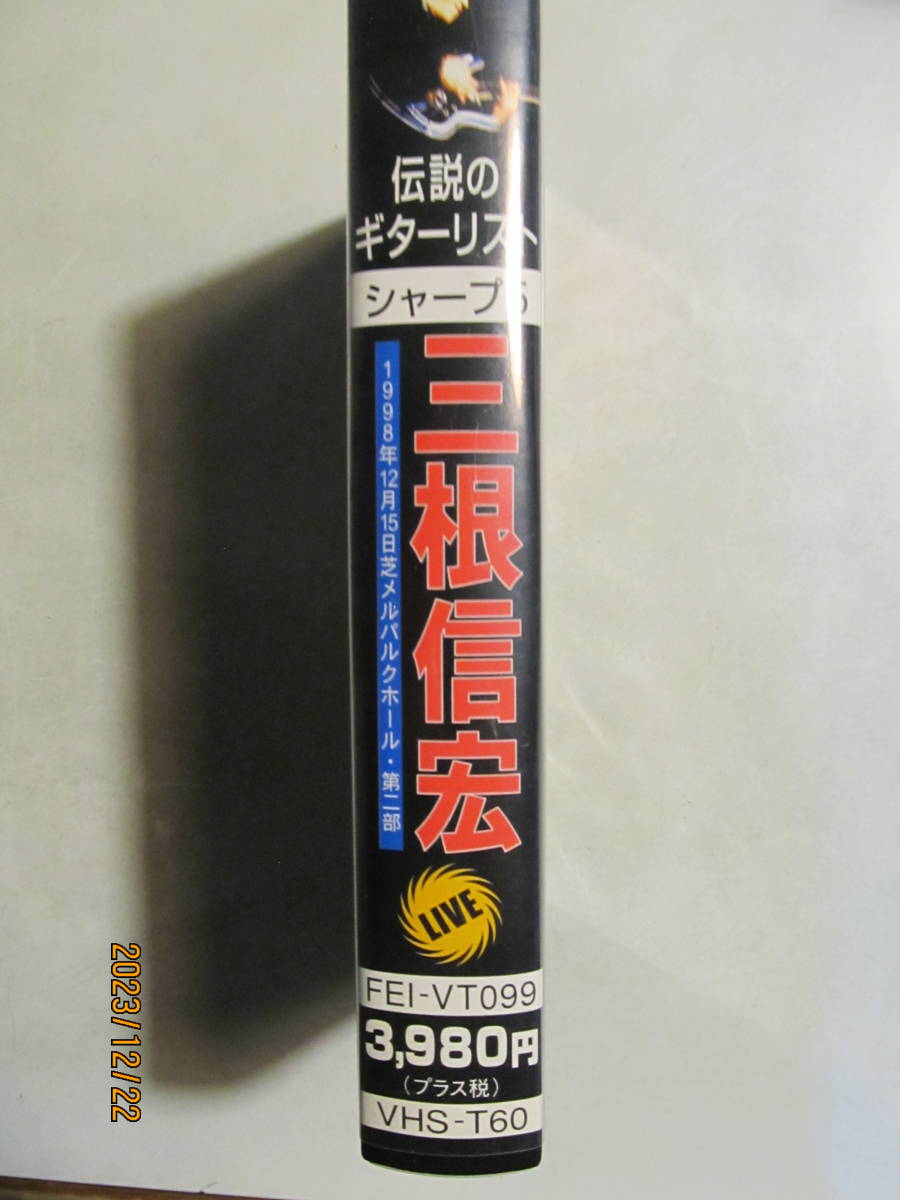 伝説の
ギターリスト
シャープ5
三根信宏
1998年12月15日芝メルパルクホール・第二部
LIVE
FEI-VT099
3,980円
(プラス税)
VHS-T60
2023/12/22